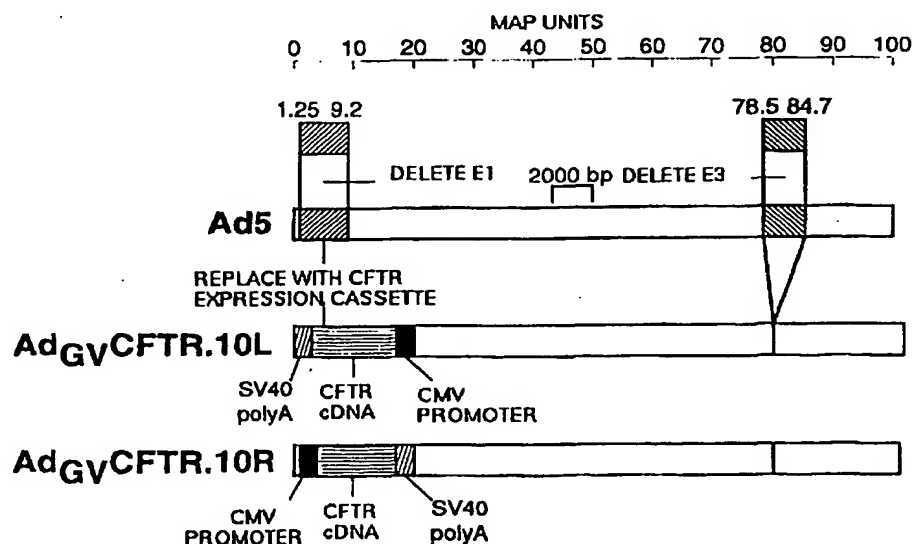 MAP UNITS
0 10 20 30 40 50 60 70 80 90 100
1.25 9.2
78.5 84.7
DELETE E1
2000 bp
DELETE E3
Ad5
REPLACE WITH CFTR
EXPRESSION CASSETTE
AdGVCFTR.10L
SV40
polyA
CFTR
cDNA
CMV
PROMOTER
AdGVCFTR.10R
CMV
PROMOTER
CFTR
cDNA
SV40
polyA